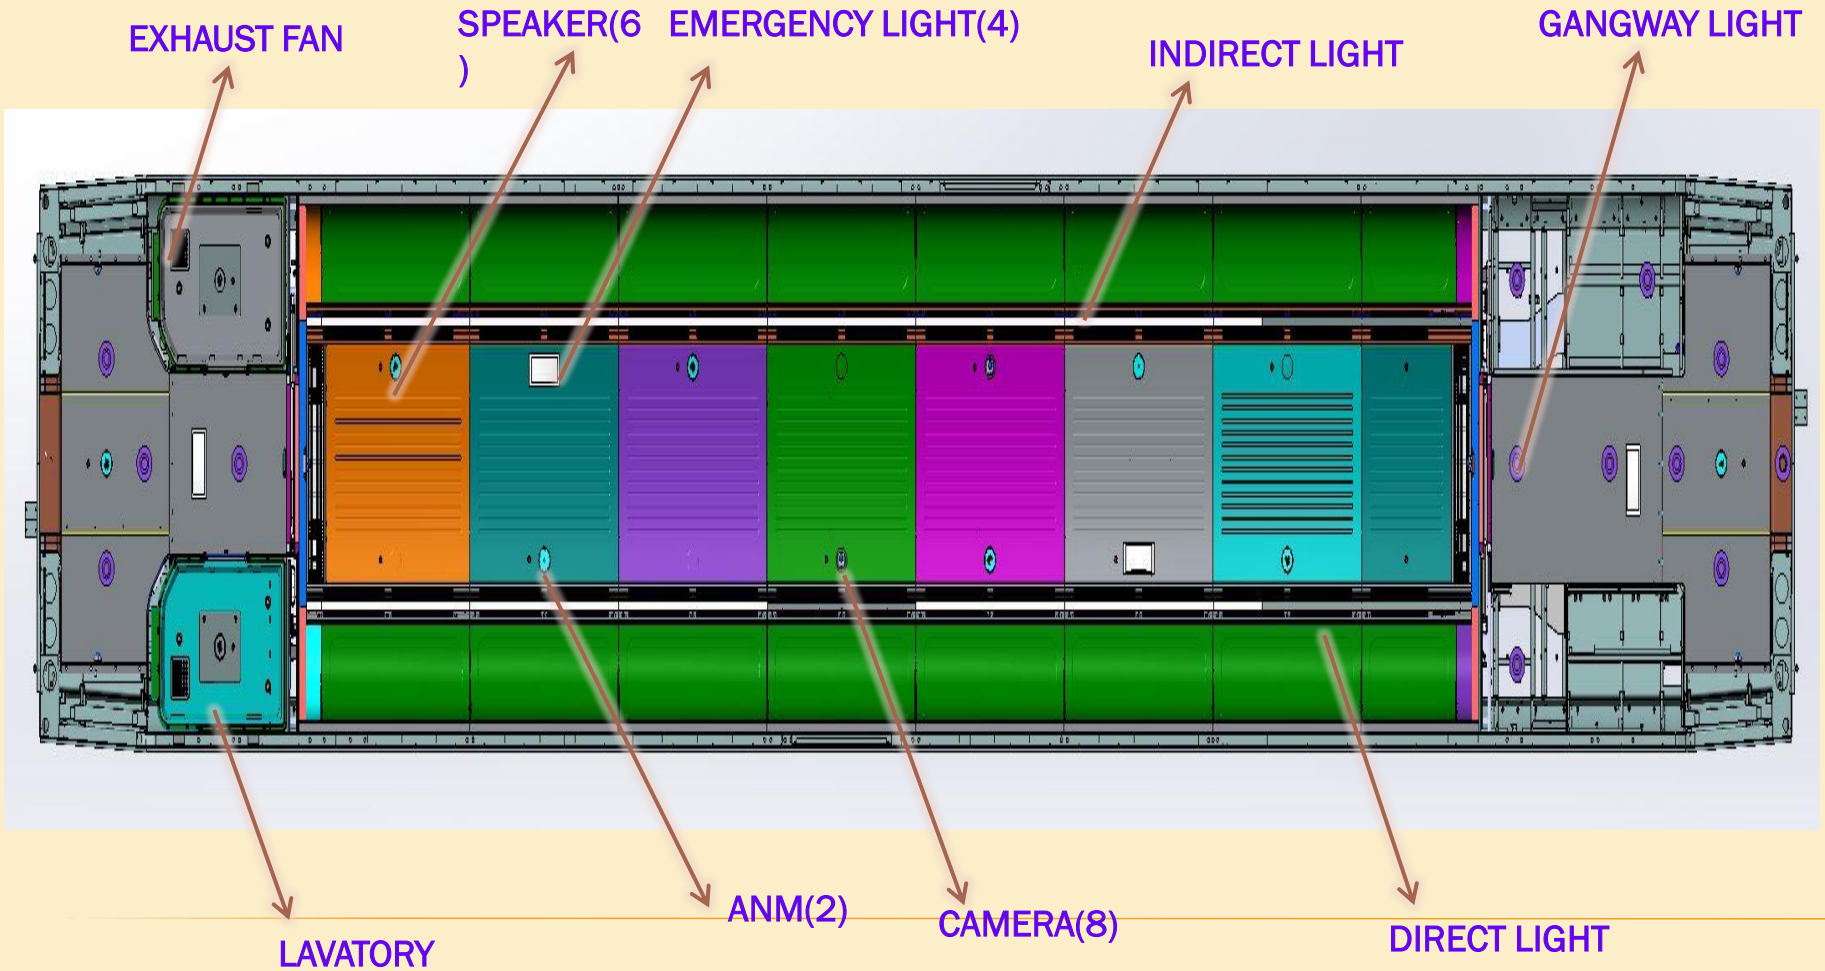 EXHAUST FAN
SPEAKER(6
)
EMERGENCY LIGHT(4)
INDIRECT LIGHT
GANGWAY LIGHT
LAVATORY
ANM(2)
CAMERA(8)
DIRECT LIGHT